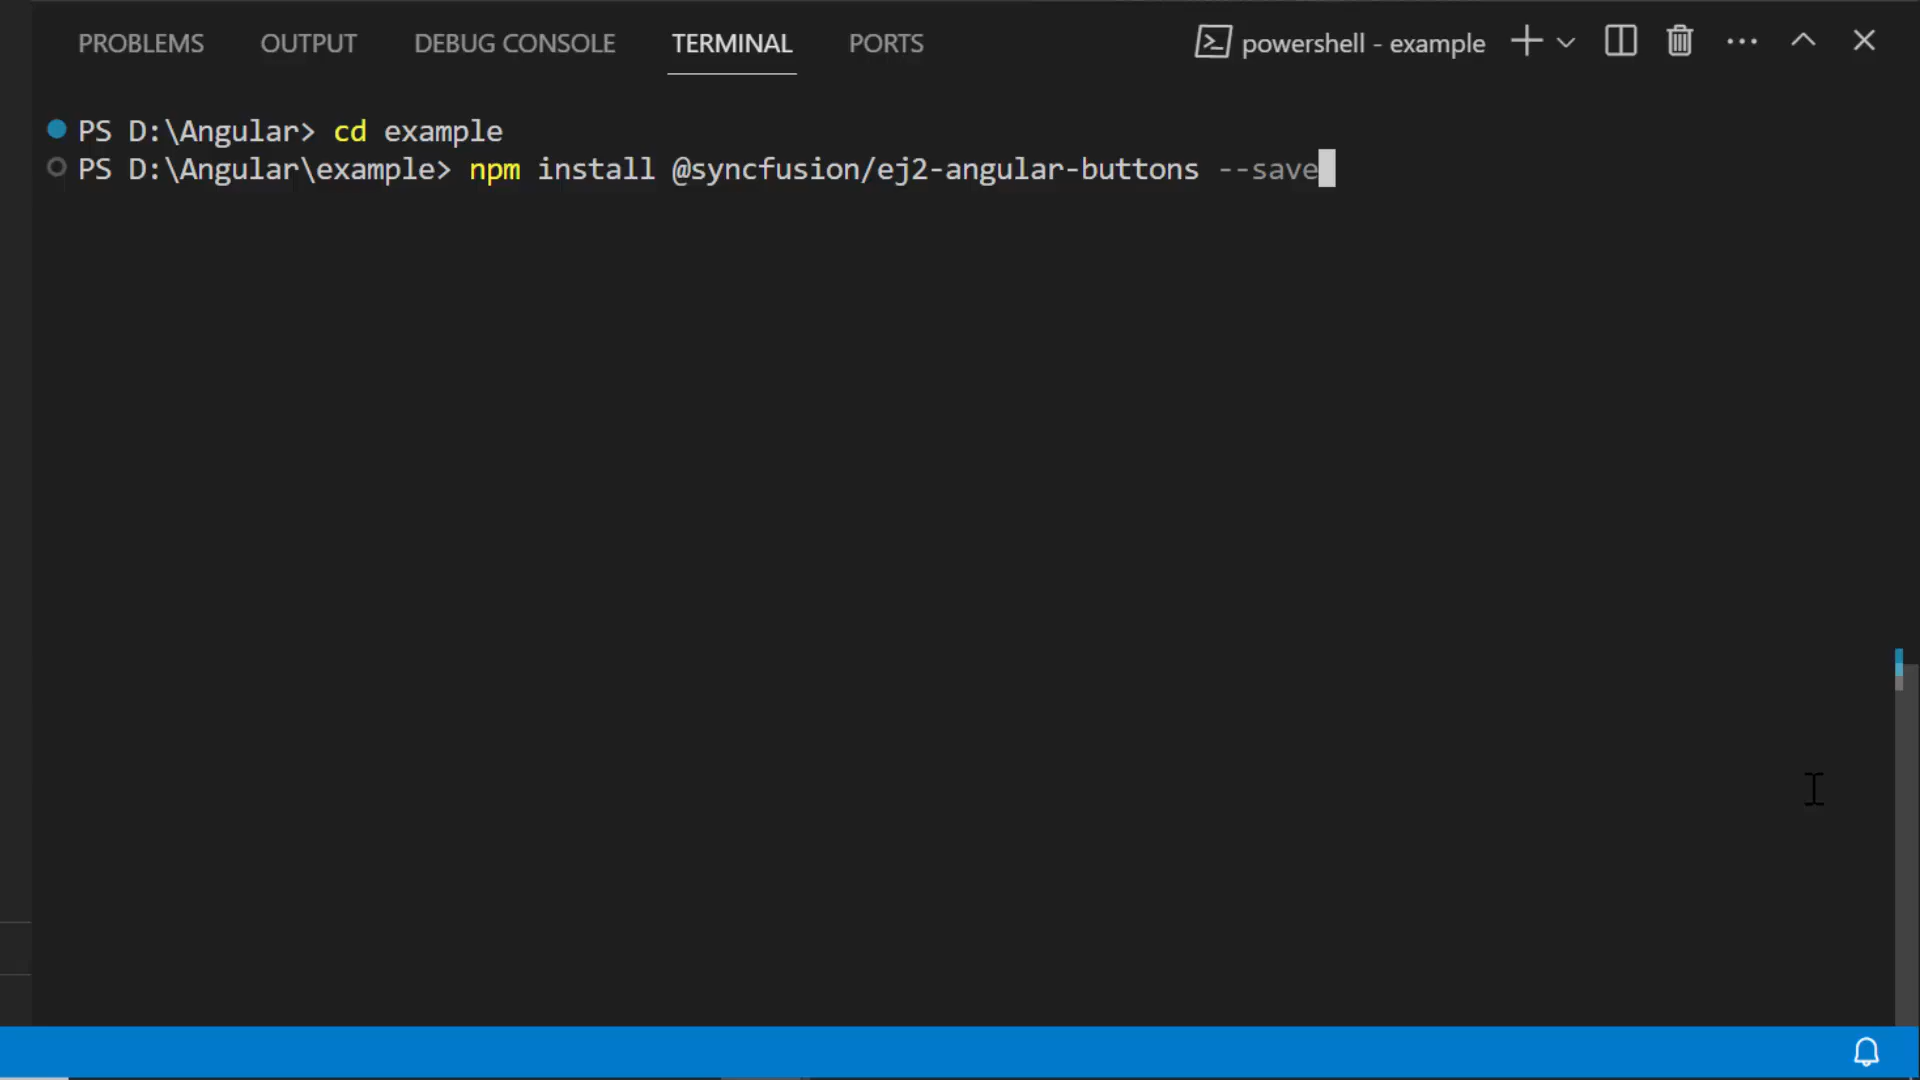 PROBLEMS OUTPUT DEBUG CONSOLE TERMINAL PORTS powershell - example
PS D:\Angular> cd example
PS D:\Angular\example> npm install @syncfusion/ej2-angular-buttons --save